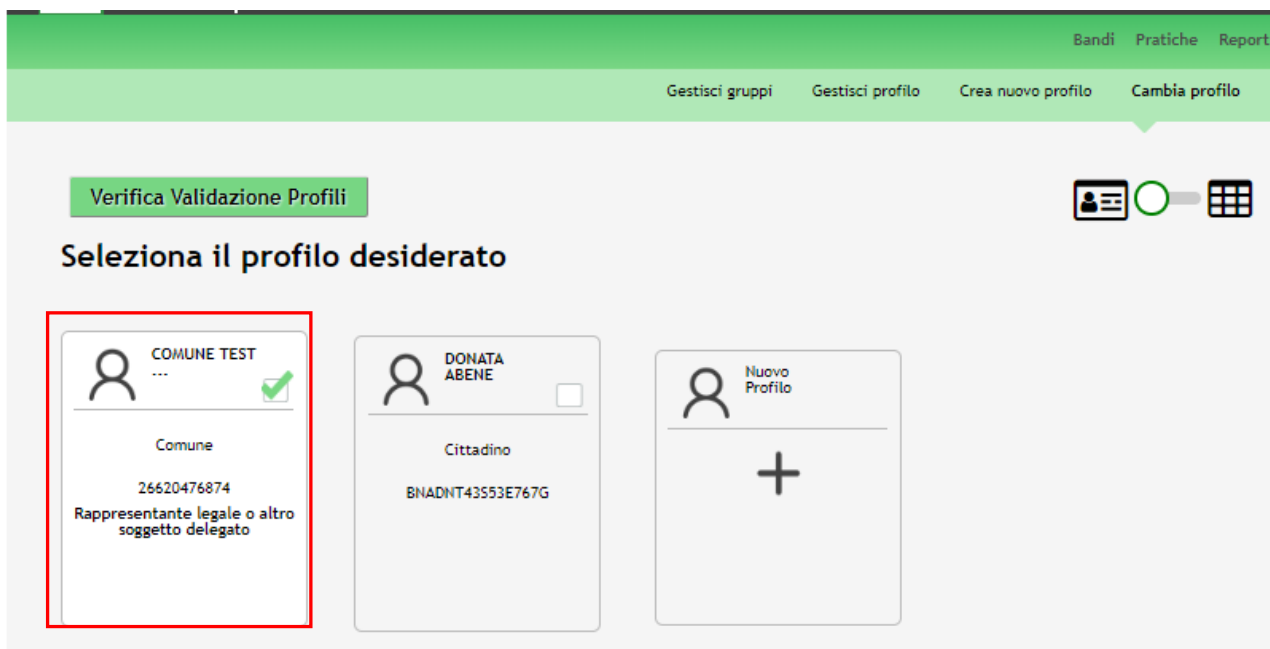 Bandi Pratiche Report
Gestisci gruppi Gestisci profilo Crea nuovo profilo Cambia profilo
Verifica Validazione Profili
Seleziona il profilo desiderato
COMUNE TEST
---
Comune
26620476874
Rappresentante legale o altro
soggetto delegato
DONATA
ABENE
Cittadino
BNADNT43S53E767G
Nuovo
Profilo